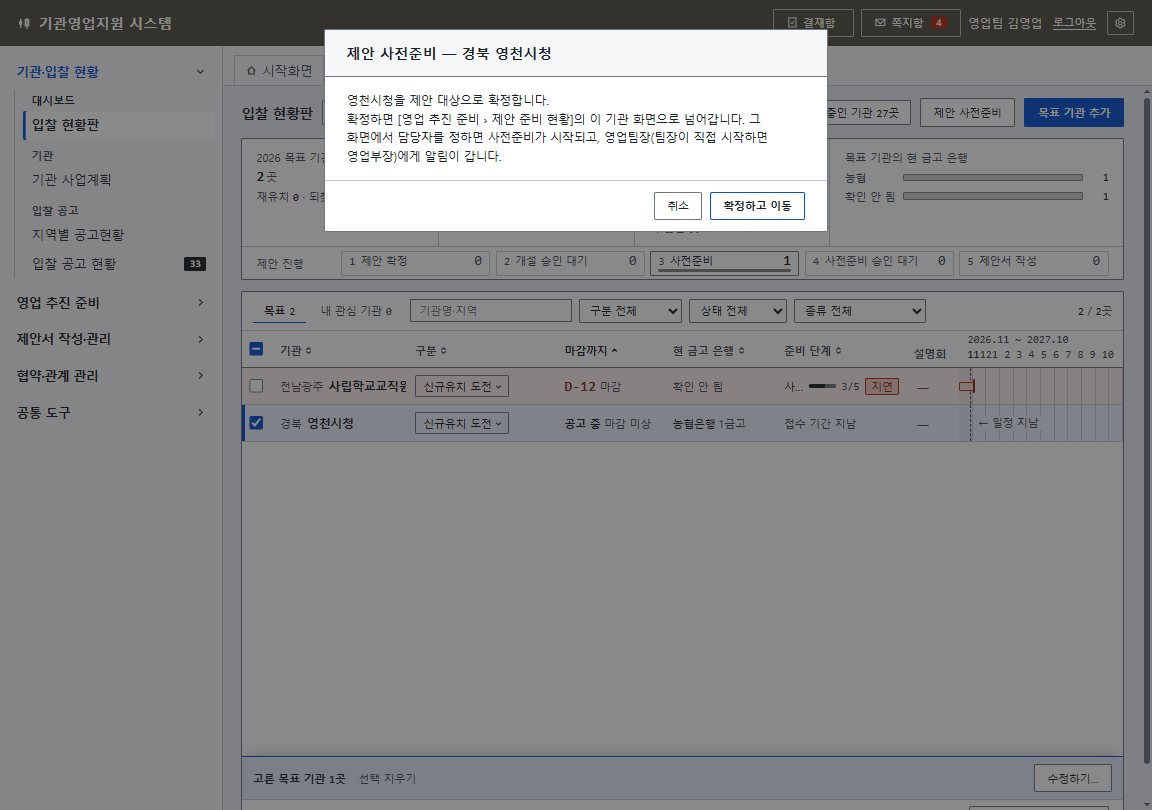 기관영업지원 시스템
결재함
쪽지함 4
영업팀 김영업 로그아웃
기관·입찰 현황
대시보드
입찰 현황판
기관
기관 사업계획
입찰 공고
지역별 공고현황
입찰 공고 현황 33
영업 추진 준비
제안서 작성·관리
협약·관계 관리
공통 도구
시작화면
입찰 현황판
중인 기관 27곳
제안 사전준비
목표 기관 추가
제안 사전준비 — 경북 영천시청
영천시청을 제안 대상으로 확정합니다.
확정하면 [영업 추진 준비 › 제안 준비 현황]의 이 기관 화면으로 넘어갑니다. 그
화면에서 담당자를 정하면 사전준비가 시작되고, 영업팀장(팀장이 직접 시작하면
영업부장)에게 알림이 갑니다.
취소
확정하고 이동
2026 목표 기관
2곳
재유치 0 ·
목표 기관의 현 금고 은행
농협 1
확인 안 됨 1
제안 진행
1 제안 확정 0
2 개설 승인 대기 0
3 사전준비 1
4 사전준비 승인 대기 0
5 제안서 작성 0
목표 2
내 관심 기관 0
기관명·지역
구분 전체
상태 전체
종류 전체
2 / 2곳
기관
구분
마감까지
현 금고 은행
준비 단계
설명회
2026.11 ~ 2027.10
11 12 1 2 3 4 5 6 7 8 9 10
전남광주 사립학교교직원
신규유치 도전
D-12 마감
확인 안 됨
사… 3/5 지연
—
경북 영천시청
신규유치 도전
공고 중 마감 미상
농협은행 1금고
접수 기간 지남
—
← 일정 지남
고른 목표 기관 1곳
선택 지우기
수정하기…